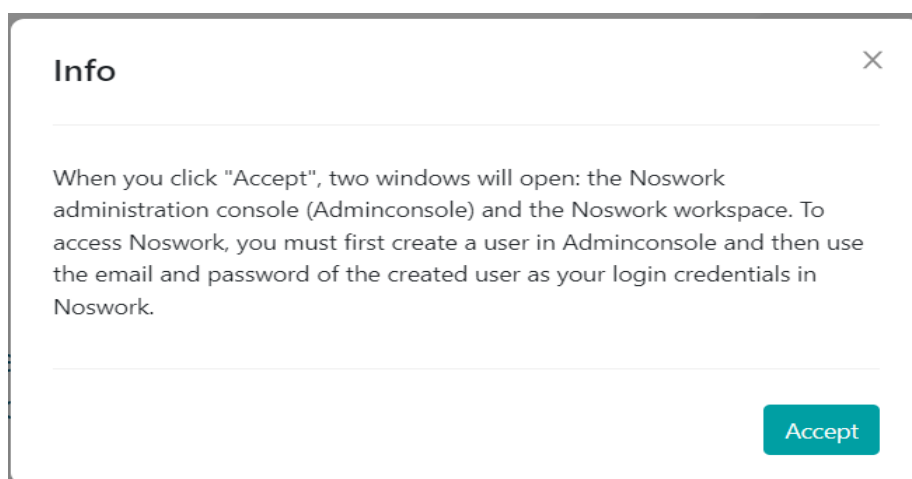 Info
When you click "Accept", two windows will open: the Noswork
administration console (Adminconsole) and the Noswork workspace. To
access Noswork, you must first create a user in Adminconsole and then use
the email and password of the created user as your login credentials in
Noswork.
Accept